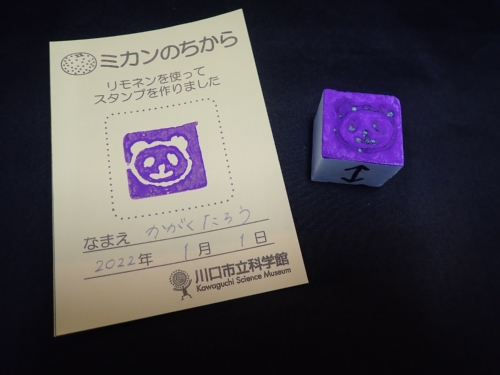 ミカンのちから
リモネンを使って
スタンプを作りました
なまえ かがくたろう
2022年 1月 1日
川口市立科学館
Kawaguchi Science Museum